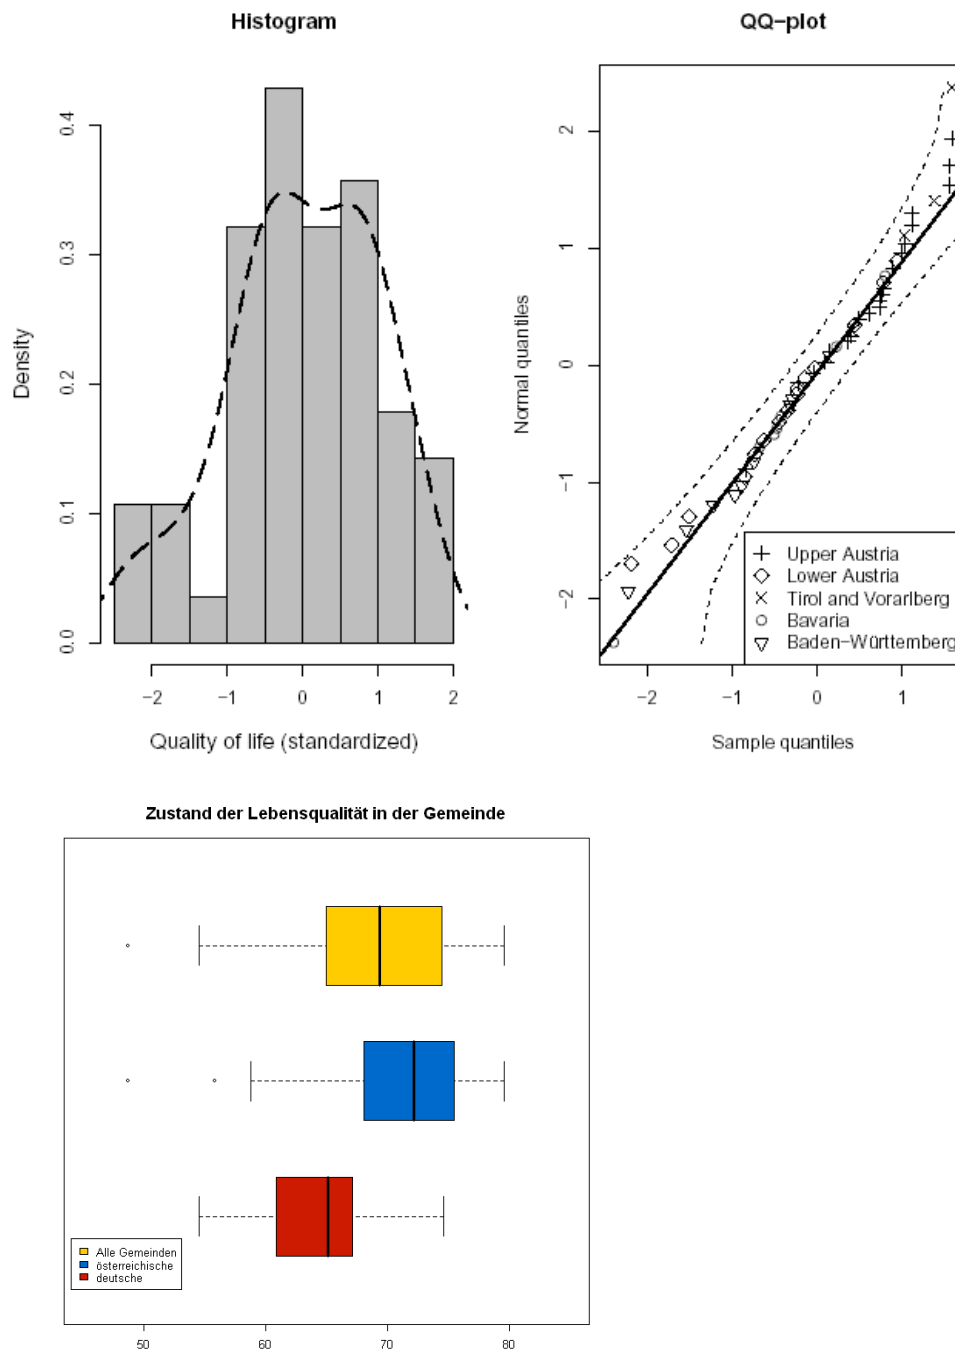 Histogram
QQ−plot
0.4
0.3
0.2
0.1
0.0
Density
−2 −1 0 1 2
Quality of life (standardized)
2
1
0
−1
−2
Normal quantiles
Upper Austria
Lower Austria
Tirol and Vorarlberg
Bavaria
Baden−Württemberg
−2 −1 0 1
Sample quantiles
Zustand der Lebensqualität in der Gemeinde
Alle Gemeinden
österreichische
deutsche
50 60 70 80